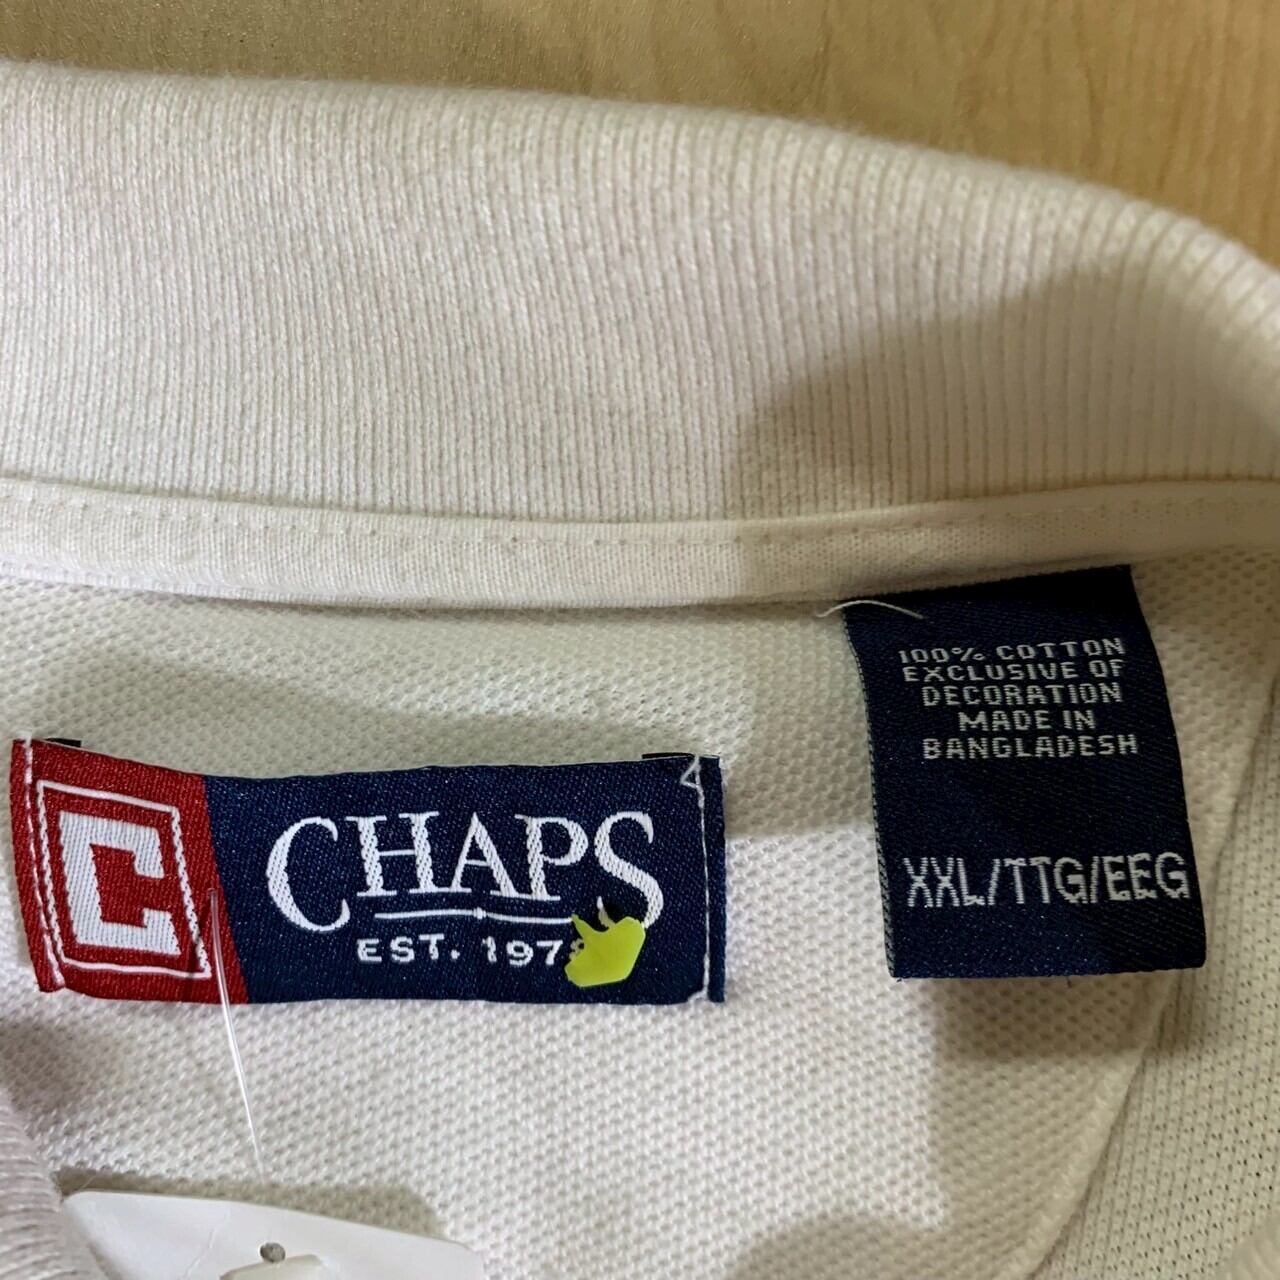 C
CHAPS
EST. 197
100% COTTON
EXCLUSIVE OF
DECORATION
MADE IN
BANGLADESH
XXL/TTG/EEG